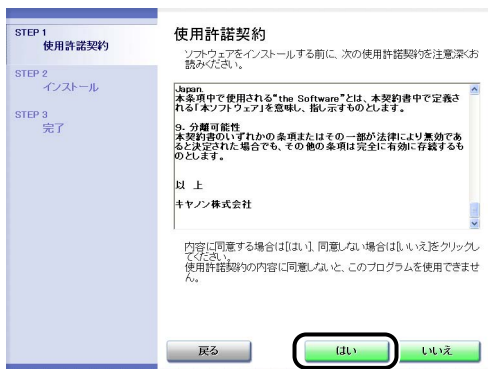 STEP 1
使用許諾契約
STEP 2
インストール
STEP 3
完了
使用許諾契約
ソフトウェアをインストールする前に、次の使用許諾契約を注意深くお
読みください。
Japan.
本条項中で使用される"the Software"とは、本契約書中で定義さ
れる「本ソフトウェア」を意味し、指し示すものとします。
9. 分離可能性
本契約書のいずれかの条項またはその一部が法律により無効であ
ると決定された場合でも、その他の条項は完全に有効に存続するも
のとします。
以 上
キヤノン株式会社
内容に同意する場合は[はい]、同意しない場合は[いいえ]をクリックし
てください。
使用許諾契約の内容に同意しないと、このプログラムを使用できませ
ん。
戻る
はい
いいえ